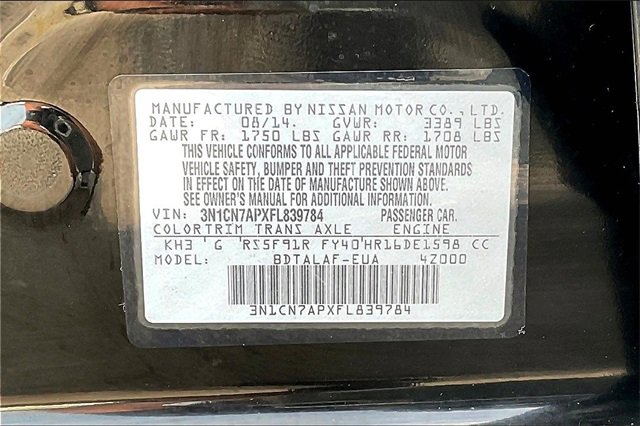 MANUFACTURED BY NISSAN MOTOR CO., LTD.
DATE: 08/14. GVWR: 3389 LBS
GAWR FR: 1750 LBS GAWR RR: 1708 LBS
THIS VEHICLE CONFORMS TO ALL APPLICABLE FEDERAL MOTOR
VEHICLE SAFETY, BUMPER AND THEFT PREVENTION STANDARDS
IN EFFECT ON THE DATE OF MANUFACTURE SHOWN ABOVE.
SEE OWNER'S MANUAL FOR ADDITIONAL INFORMATION.
VIN: 3N1CN7APXFL839784 PASSENGER CAR.
COLOR TRIM TRANS AXLE ENGINE
KH3 ' G 'RS5F91R FY40'HR16DE1598 CC
BDTALAF-EUA 4Z000
3N1CN7APXFL839784